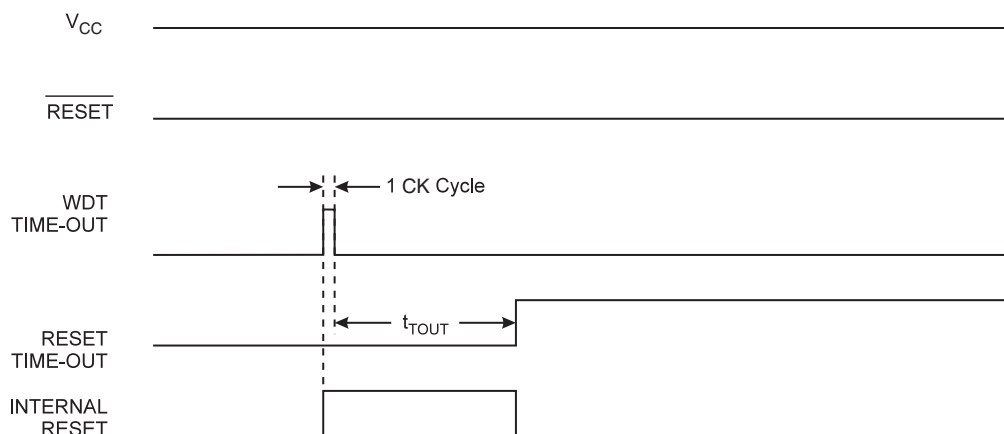 VCC
RESET
1 CK Cycle
WDT
TIME-OUT
tTOUT
RESET
TIME-OUT
INTERNAL
RESET